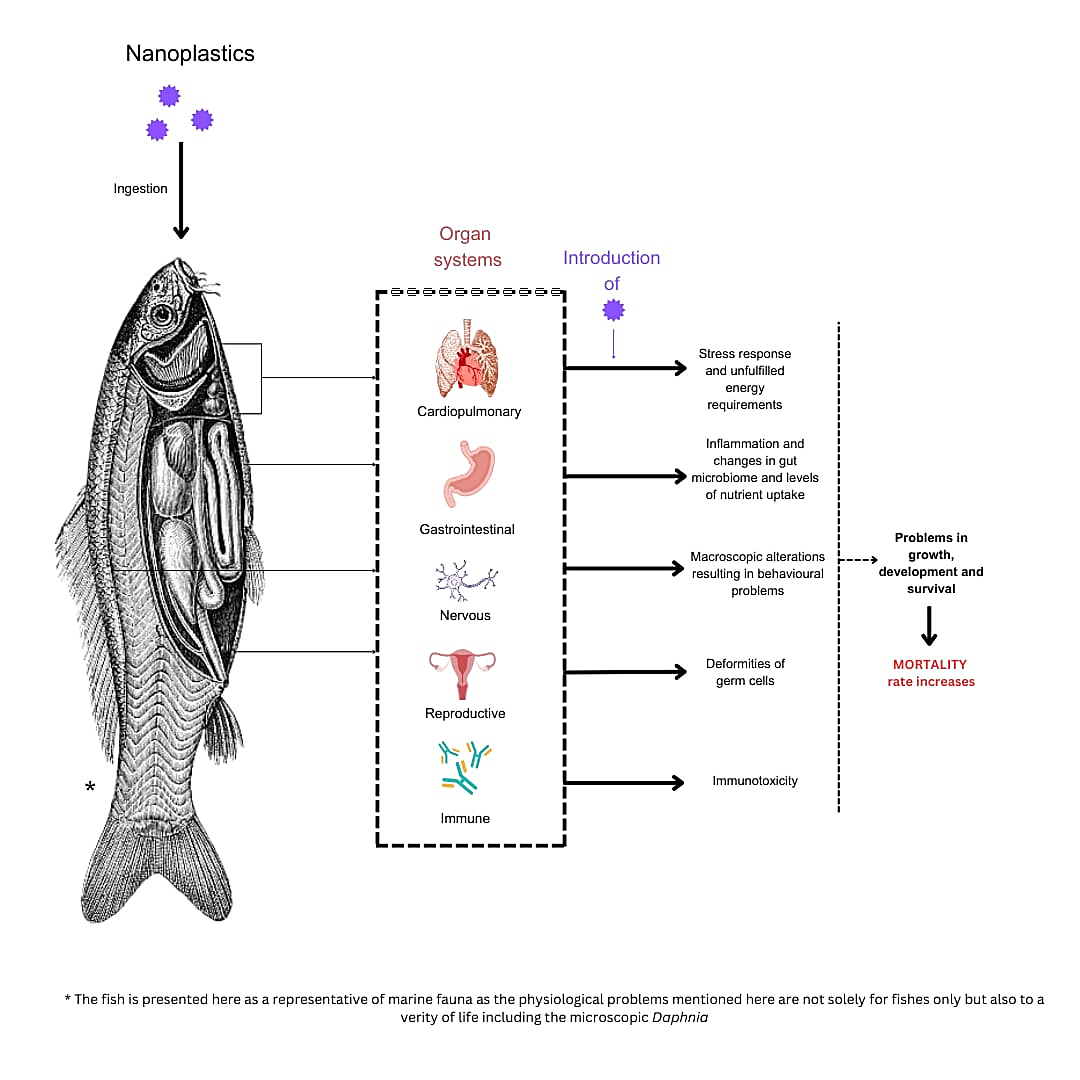 Nanoplastics
Ingestion
Organ
systems
Introduction
of
Cardiopulmonary
Gastrointestinal
Nervous
Reproductive
Immune
Stress response
and unfulfilled
energy
requirements
Inflammation and
changes in gut
microbiome and levels
of nutrient uptake
Macroscopic alterations
resulting in behavioural
problems
Deformities of
germ cells
Immunotoxicity
Problems in
growth,
development and
survival
MORTALITY
rate increases
*
* The fish is presented here as a representative of marine fauna as the physiological problems mentioned here are not solely for fishes only but also to a
verity of life including the microscopic Daphnia